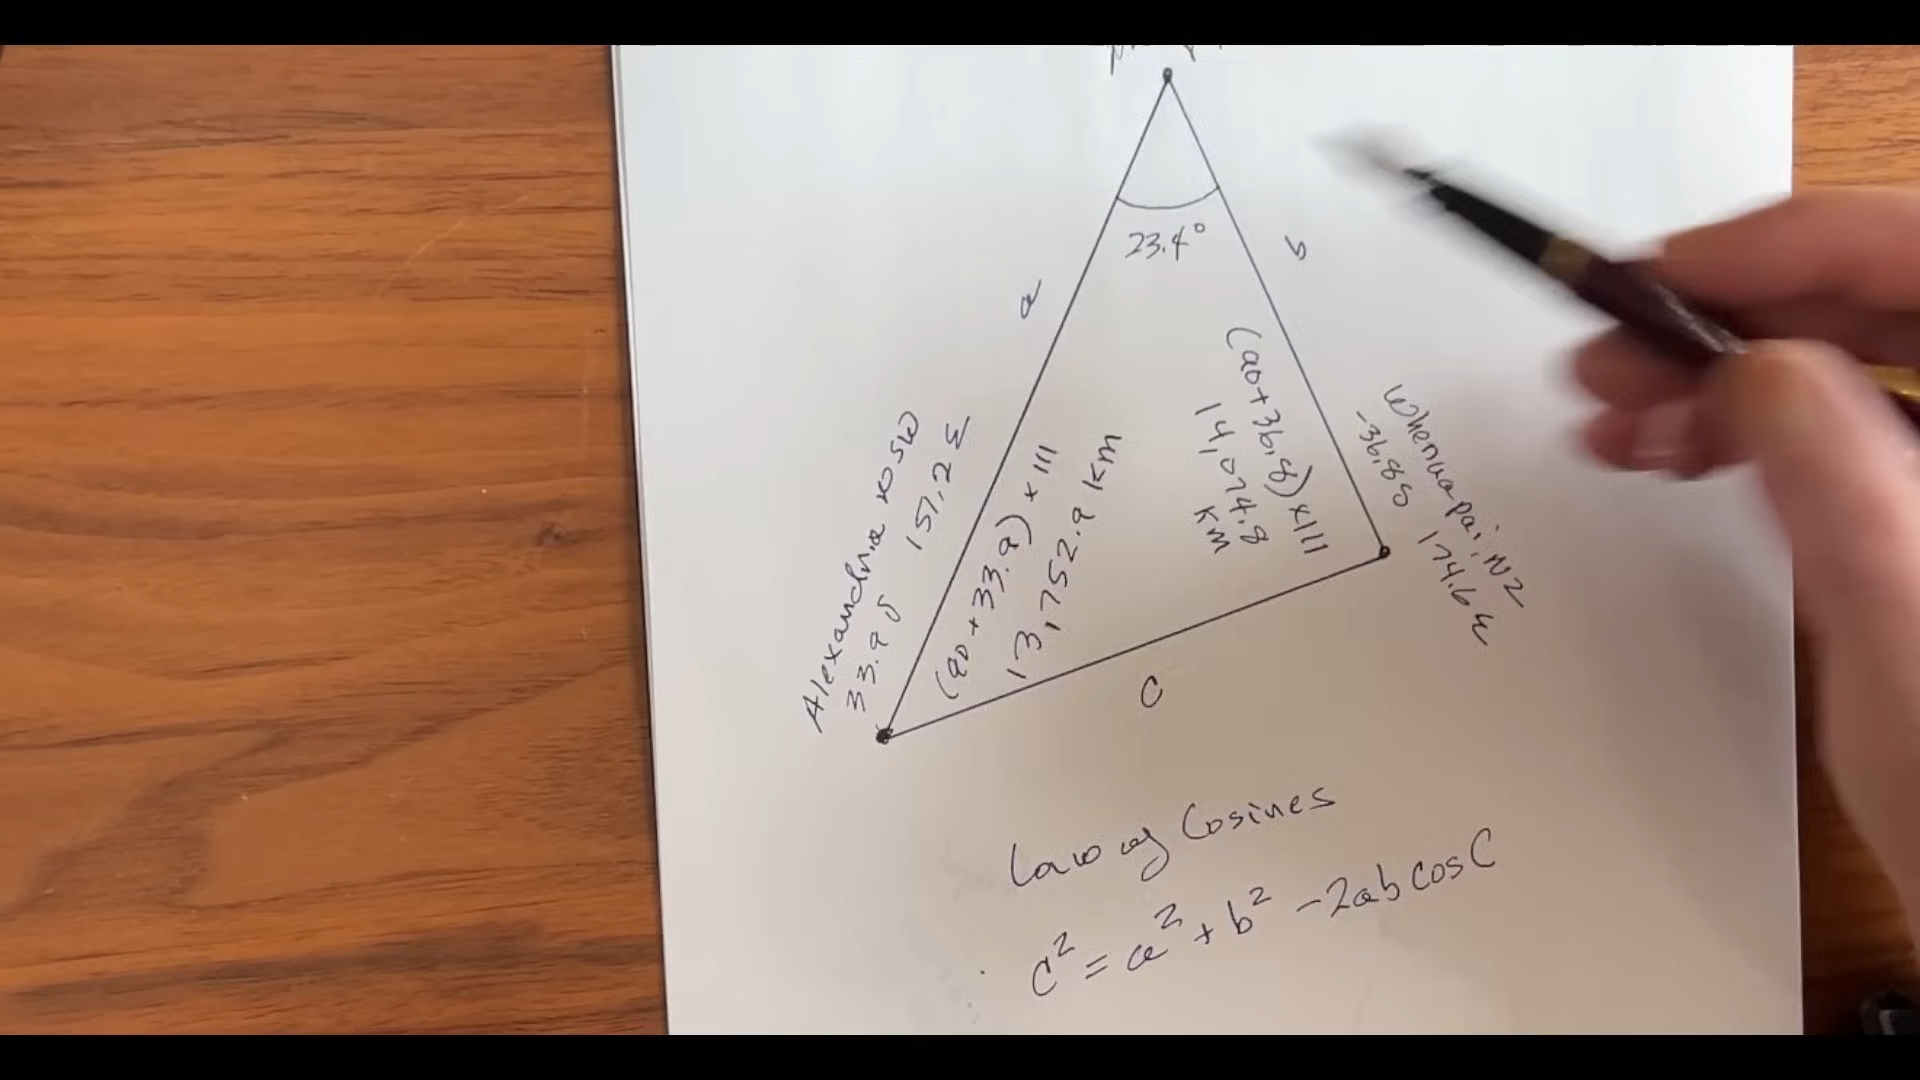 23.4°
a
b
Alexandria NSW
33.9 S 151.2 E
(90+33.9) x 111
13,752.9 km
(90+36.8) x 111
14,074.8
km
Whenuapai, NZ
-36.8 S 174.6 E
C
Law of Cosines
c² = a² + b² - 2ab cos C